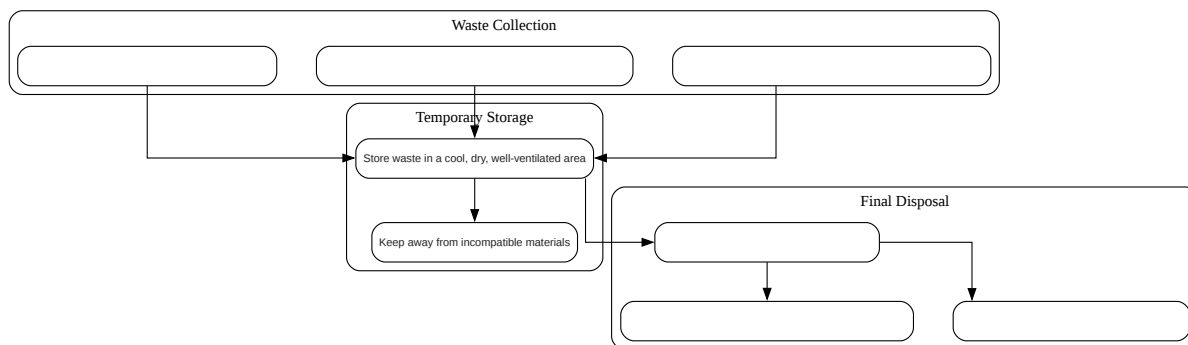 Waste Collection
Temporary Storage
Store waste in a cool, dry, well-ventilated area
Keep away from incompatible materials
Final Disposal